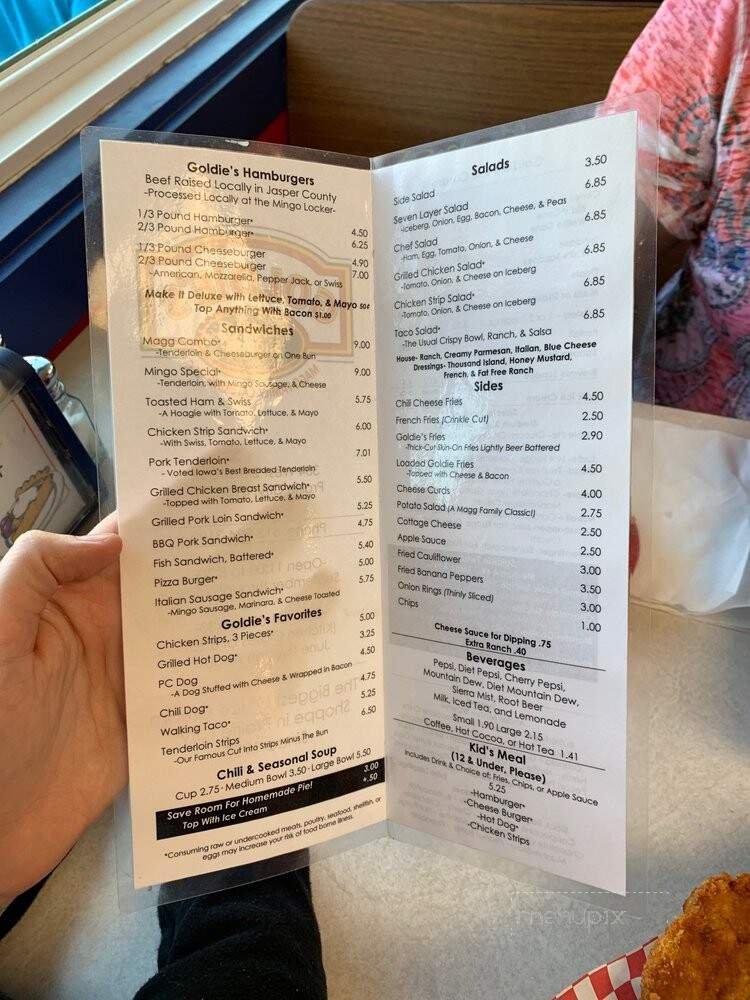 Goldie's Hamburgers
Beef Raised Locally in Jasper County
-Processed Locally at the Mingo Locker-
1/3 Pound Hamburger* 4.50
2/3 Pound Hamburger* 6.25
1/3 Pound Cheeseburger 4.90
2/3 Pound Cheeseburger 7.00
-American, Mozzarella, Pepper Jack, or Swiss
Make It Deluxe with Lettuce, Tomato, & Mayo 50¢
Top Anything With Bacon $1.00
Sandwiches
Magg Combo* 9.00
-Tenderloin & Cheeseburger on One Bun
Mingo Special* 9.00
-Tenderloin, with Mingo Sausage, & Cheese
Toasted Ham & Swiss 5.75
-A Hoagie with Tomato, Lettuce, & Mayo
Chicken Strip Sandwich* 6.00
-With Swiss, Tomato, Lettuce, & Mayo
Pork Tenderloin* 7.01
- Voted Iowa's Best Breaded Tenderloin
Grilled Chicken Breast Sandwich* 5.50
-Topped with Tomato, Lettuce, & Mayo
Grilled Pork Loin Sandwich* 5.25
BBQ Pork Sandwich* 4.75
Fish Sandwich, Battered* 5.40
Pizza Burger* 5.00
Italian Sausage Sandwich* 5.75
-Mingo Sausage, Marinara, & Cheese Toasted
Goldie's Favorites
Chicken Strips, 3 Pieces* 5.00
Grilled Hot Dog* 3.25
PC Dog 4.50
-A Dog Stuffed with Cheese & Wrapped in Bacon
Chili Dog* 4.75
Walking Taco* 5.25
Tenderloin Strips 6.50
-Our Famous Cut Into Strips Minus The Bun
Chili & Seasonal Soup
Cup 2.75 · Medium Bowl 3.50 · Large Bowl 5.50
Save Room For Homemade Pie! 3.00
Top With Ice Cream +.50
*Consuming raw or undercooked meats, poultry, seafood, shellfish, or
eggs may increase your risk of food borne illness.
Salads
Side Salad 3.50
Seven Layer Salad 6.85
-Iceberg, Onion, Egg, Bacon, Cheese, & Peas
Chef Salad 6.85
-Ham, Egg, Tomato, Onion, & Cheese
Grilled Chicken Salad* 6.85
-Tomato, Onion, & Cheese on Iceberg
Chicken Strip Salad* 6.85
-Tomato, Onion, & Cheese on Iceberg
Taco Salad* 6.85
-The Usual Crispy Bowl, Ranch, & Salsa
House- Ranch, Creamy Parmesan, Italian, Blue Cheese
Dressings- Thousand Island, Honey Mustard,
French, & Fat Free Ranch
Sides
Chili Cheese Fries 4.50
French Fries (Crinkle Cut) 2.50
Goldie's Fries 2.90
-Thick-Cut Skin-On Fries Lightly Beer Battered
Loaded Goldie Fries 4.50
-Topped with Cheese & Bacon
Cheese Curds 4.00
Potato Salad (A Magg Family Classic!) 2.75
Cottage Cheese 2.50
Apple Sauce 2.50
Fried Cauliflower 3.00
Fried Banana Peppers 3.50
Onion Rings (Thinly Sliced) 3.00
Chips 1.00
Cheese Sauce for Dipping .75
Extra Ranch .40
Beverages
Pepsi, Diet Pepsi, Cherry Pepsi,
Mountain Dew, Diet Mountain Dew,
Sierra Mist, Root Beer
Milk, Iced Tea, and Lemonade
Small 1.90 Large 2.15
Coffee, Hot Cocoa, or Hot Tea 1.41
Kid's Meal
(12 & Under, Please)
Includes Drink & Choice of: Fries, Chips, or Apple Sauce
5.25
-Hamburger*
-Cheese Burger*
-Hot Dog*
-Chicken Strips
menupix